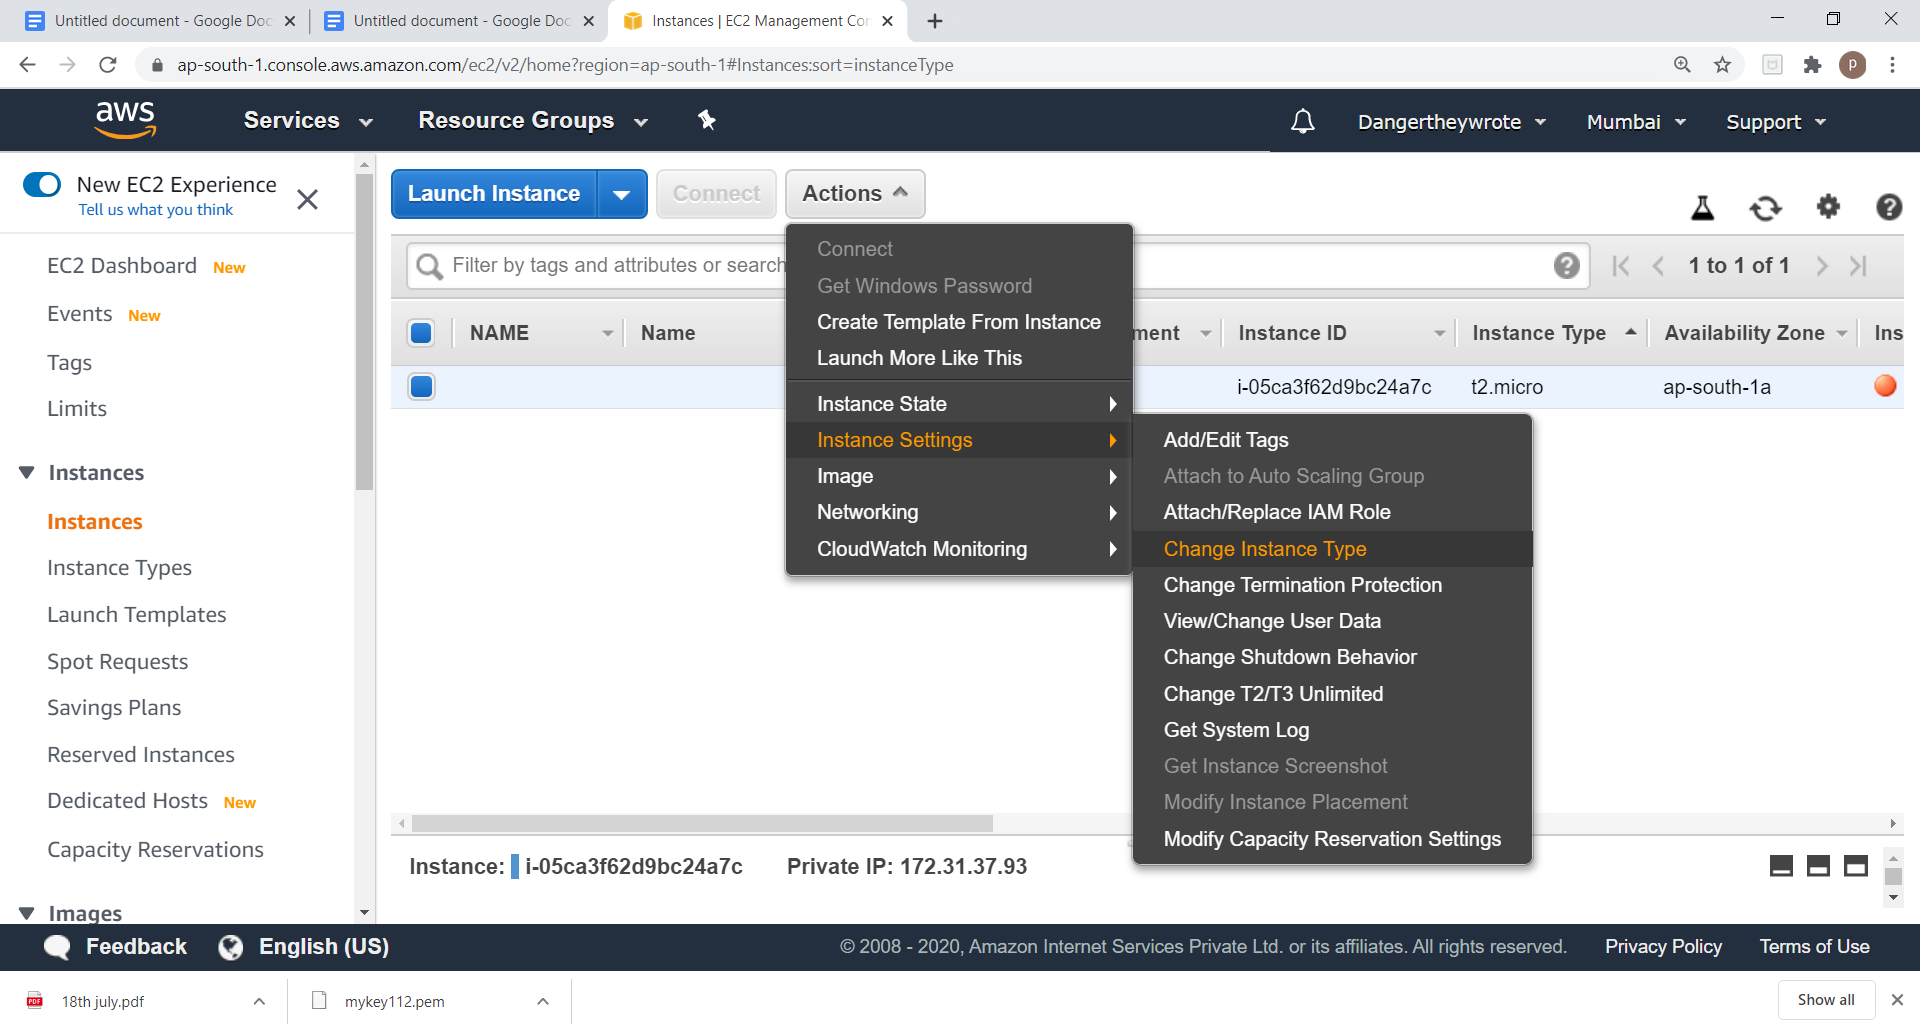 Untitled document - Google Doc
Untitled document - Google Doc
Instances | EC2 Management Con
ap-south-1.console.aws.amazon.com/ec2/v2/home?region=ap-south-1#Instances:sort=instanceType
P
aws
Services
Resource Groups
Dangertheywrote
Mumbai
Support
New EC2 Experience
Tell us what you think
EC2 Dashboard New
Events New
Tags
Limits
Instances
Instances
Instance Types
Launch Templates
Spot Requests
Savings Plans
Reserved Instances
Dedicated Hosts New
Capacity Reservations
Images
Launch Instance
Connect
Actions
Filter by tags and attributes or search
1 to 1 of 1
NAME
Name
ment
Instance ID
Instance Type
Availability Zone
Ins
i-05ca3f62d9bc24a7c
t2.micro
ap-south-1a
Connect
Get Windows Password
Create Template From Instance
Launch More Like This
Instance State
Instance Settings
Image
Networking
CloudWatch Monitoring
Add/Edit Tags
Attach to Auto Scaling Group
Attach/Replace IAM Role
Change Instance Type
Change Termination Protection
View/Change User Data
Change Shutdown Behavior
Change T2/T3 Unlimited
Get System Log
Get Instance Screenshot
Modify Instance Placement
Modify Capacity Reservation Settings
Instance: i-05ca3f62d9bc24a7c Private IP: 172.31.37.93
Feedback
English (US)
© 2008 - 2020, Amazon Internet Services Private Ltd. or its affiliates. All rights reserved.
Privacy Policy
Terms of Use
PDF
18th july.pdf
mykey112.pem
Show all